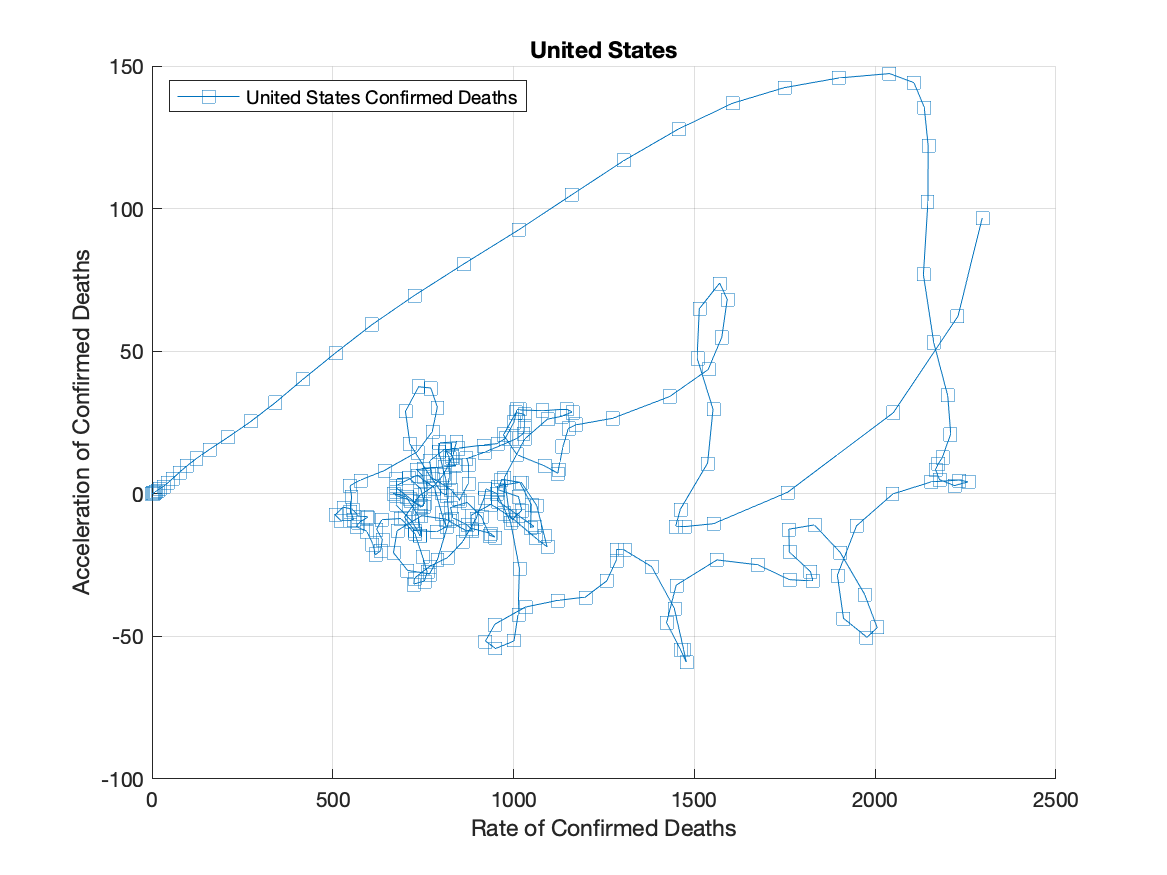 United States
United States Confirmed Deaths
150
100
50
0
-50
-100
Acceleration of Confirmed Deaths
0 500 1000 1500 2000 2500
Rate of Confirmed Deaths